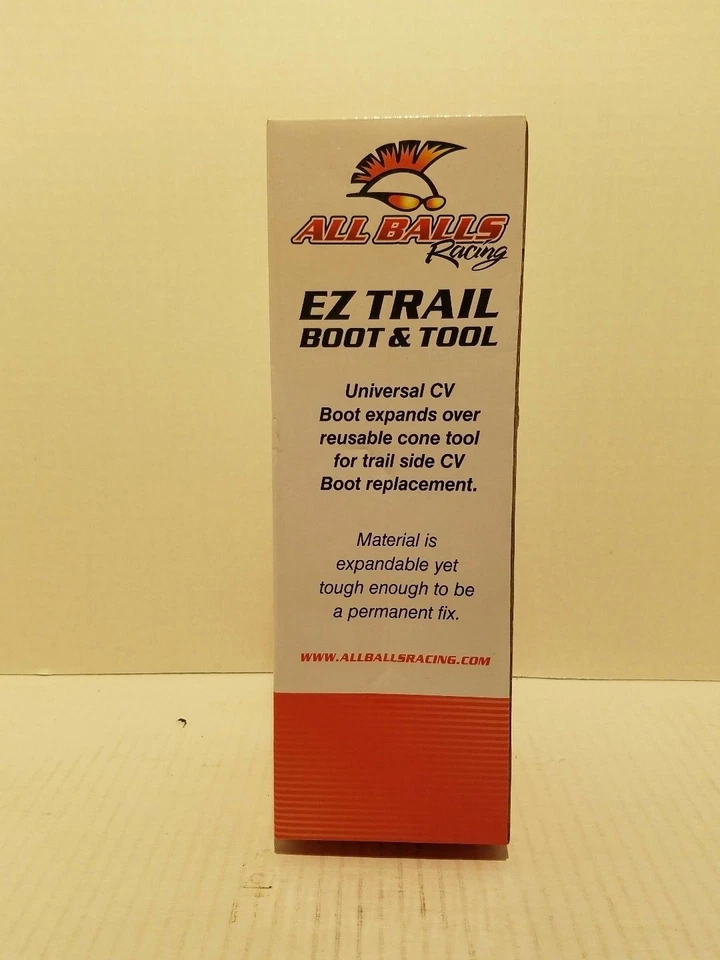 ALL BALLS
Racing
EZ TRAIL
BOOT & TOOL
Universal CV
Boot expands over
reusable cone tool
for trail side CV
Boot replacement.
Material is
expandable yet
tough enough to be
a permanent fix.
WWW.ALLBALLSRACING.COM